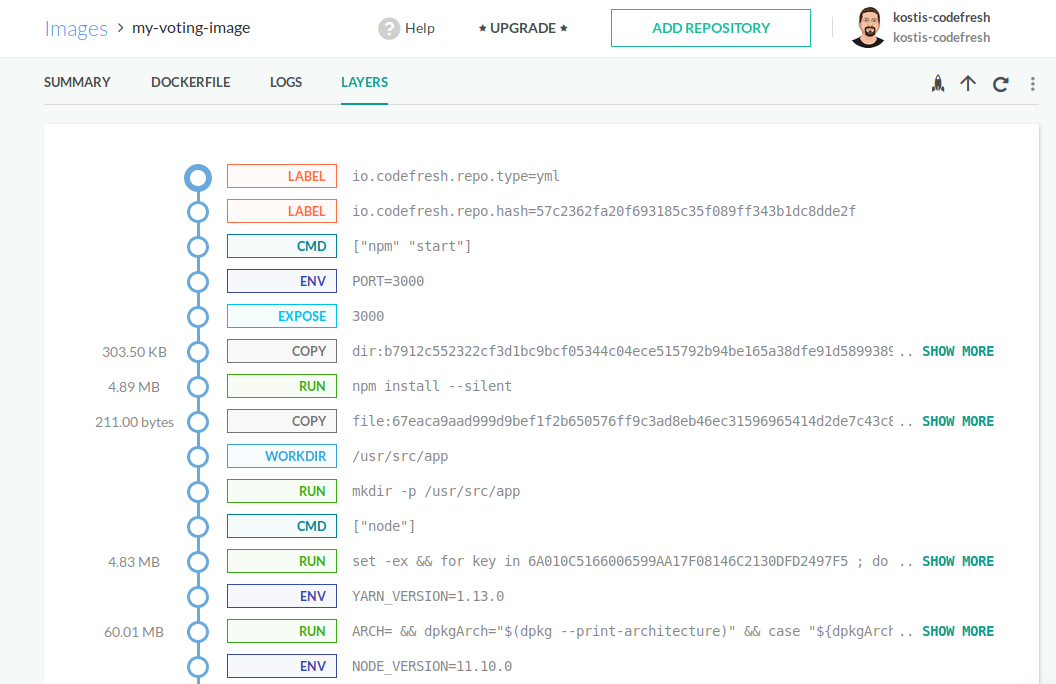 Images > my-voting-image ? Help ★ UPGRADE ★ ADD REPOSITORY kostis-codefresh
kostis-codefresh
SUMMARY DOCKERFILE LOGS LAYERS
LABEL io.codefresh.repo.type=yml
LABEL io.codefresh.repo.hash=57c2362fa20f693185c35f089ff343b1dc8dde2f
CMD ["npm" "start"]
ENV PORT=3000
EXPOSE 3000
303.50 KB COPY dir:b7912c552322cf3d1bc9bcf05344c04ece515792b94be165a38dfe91d5899389 .. SHOW MORE
4.89 MB RUN npm install --silent
211.00 bytes COPY file:67eaca9aad999d9bef1f2b650576ff9c3ad8eb46ec31596965414d2de7c43c8 .. SHOW MORE
WORKDIR /usr/src/app
RUN mkdir -p /usr/src/app
CMD ["node"]
4.83 MB RUN set -ex && for key in 6A010C5166006599AA17F08146C2130DFD2497F5 ; do .. SHOW MORE
ENV YARN_VERSION=1.13.0
60.01 MB RUN ARCH= && dpkgArch="$(dpkg --print-architecture)" && case "${dpkgArch .. SHOW MORE
ENV NODE_VERSION=11.10.0